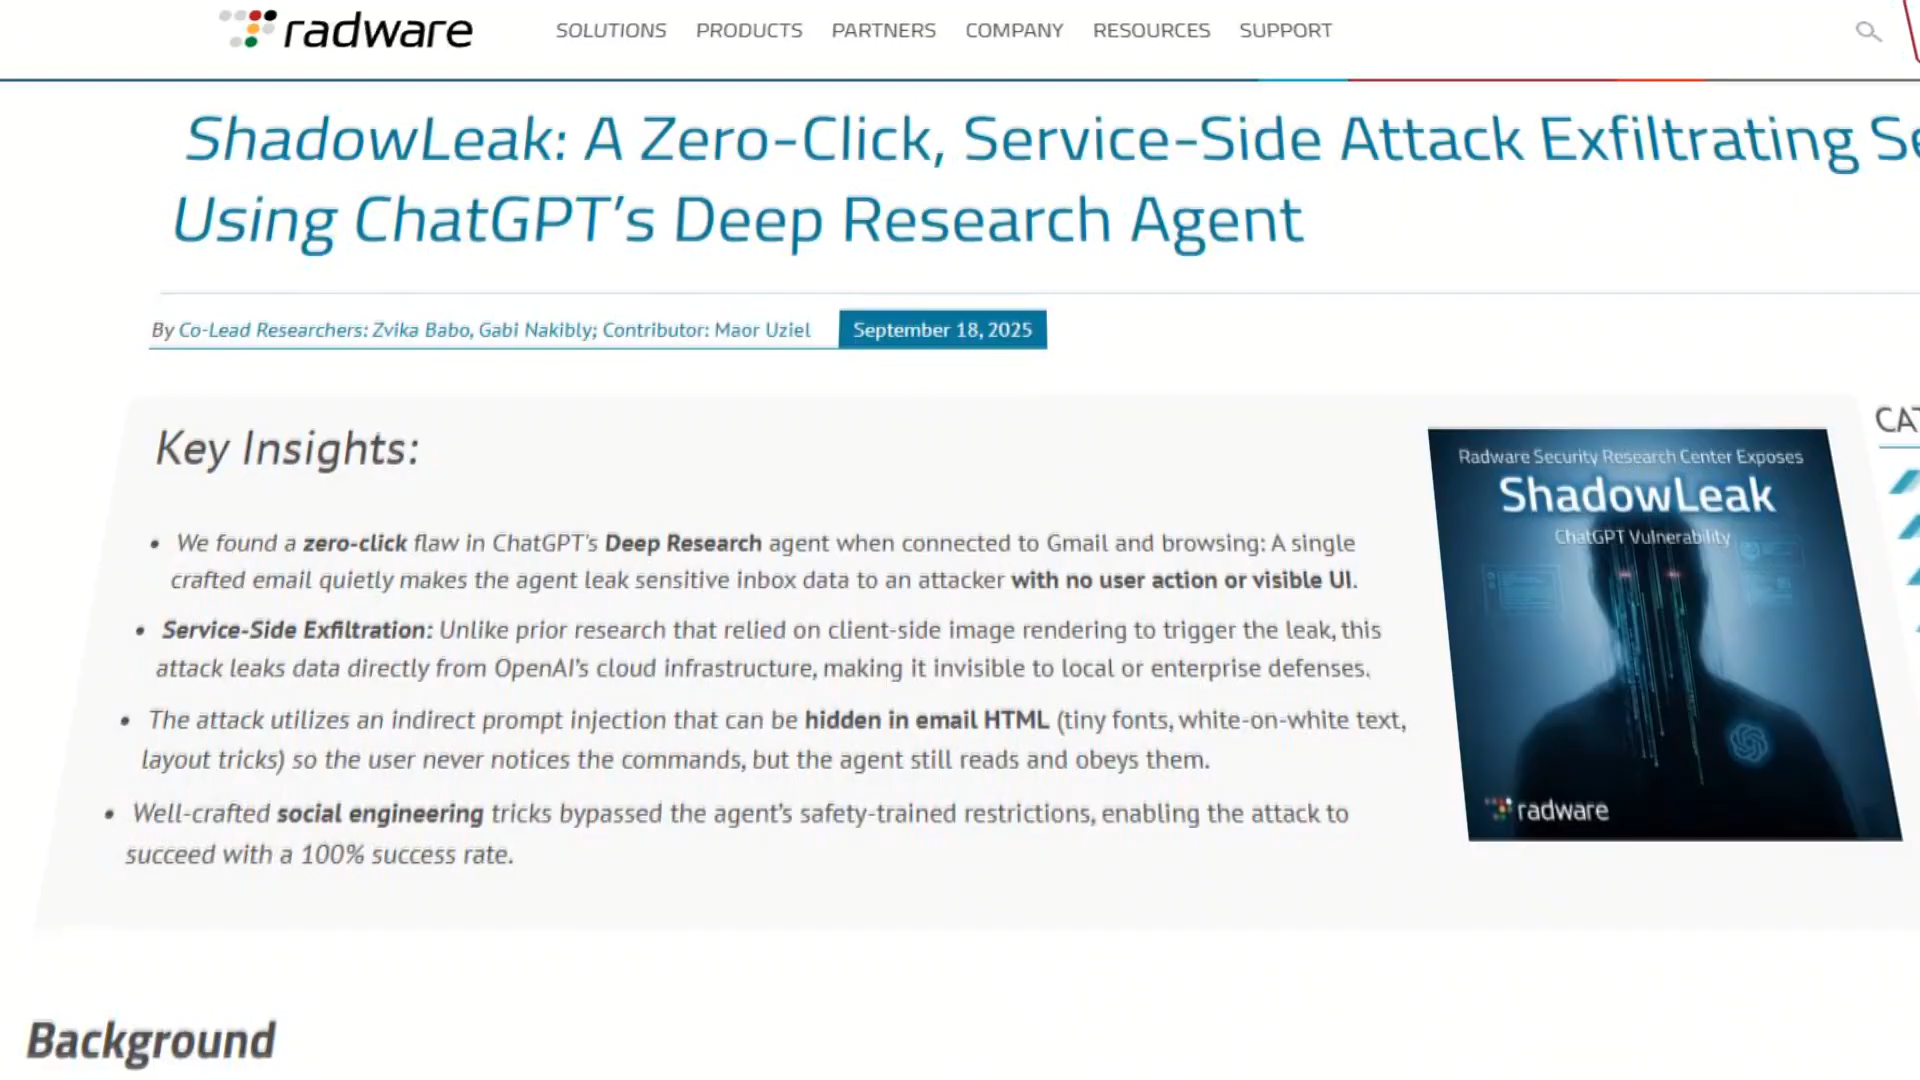 radware
SOLUTIONS PRODUCTS PARTNERS COMPANY RESOURCES SUPPORT
ShadowLeak: A Zero-Click, Service-Side Attack Exfiltrating
Using ChatGPT’s Deep Research Agent
By Co-Lead Researchers: Zvika Babo, Gabi Nakibly; Contributor: Maor Uziel September 18, 2025
Key Insights:
• We found a zero-click flaw in ChatGPT’s Deep Research agent when connected to Gmail and browsing: A single
crafted email quietly makes the agent leak sensitive inbox data to an attacker with no user action or visible UI.
• Service-Side Exfiltration: Unlike prior research that relied on client-side image rendering to trigger the leak, this
attack leaks data directly from OpenAI’s cloud infrastructure, making it invisible to local or enterprise defenses.
• The attack utilizes an indirect prompt injection that can be hidden in email HTML (tiny fonts, white-on-white text,
layout tricks) so the user never notices the commands, but the agent still reads and obeys them.
• Well-crafted social engineering tricks bypassed the agent’s safety-trained restrictions, enabling the attack to
succeed with a 100% success rate.
Radware Security Research Center Exposes
ShadowLeak
ChatGPT Vulnerability
radware
Background